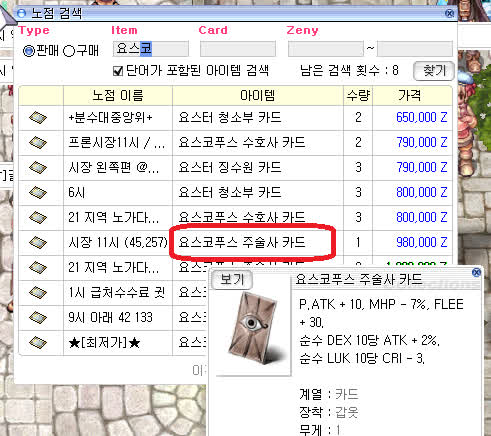 노점 검색
Type Item Card Zeny
판매 구매 요스코 ~
단어가 포함된 아이템 검색 남은 검색 횟수 : 8 찾기
노점 이름 아이템 수량 가격
+분수대중앙위+ 요스터 청소부 카드 2 650,000 Z
프론시장11시 /... 요스코푸스 수호사 카드 2 790,000 Z
시장 왼쪽편 @... 요스터 징수원 카드 3 790,000 Z
6시 요스터 청소부 카드 3 800,000 Z
21 지역 노가다... 요스코푸스 수호사 카드 3 800,000 Z
시장 11시 (45,257) 요스코푸스 주술사 카드 1 980,000 Z
21 지역 노가다...
1시 급처수수료 귓
9시 아래 42 133
★[최저가]★
보기 요스코푸스 주술사 카드
P.ATK + 10, MHP - 7%, FLEE
+ 30.
순수 DEX 10당 ATK + 2%,
순수 LUK 10당 CRI - 3.
계열 : 카드
장착 : 갑옷
무게 : 1